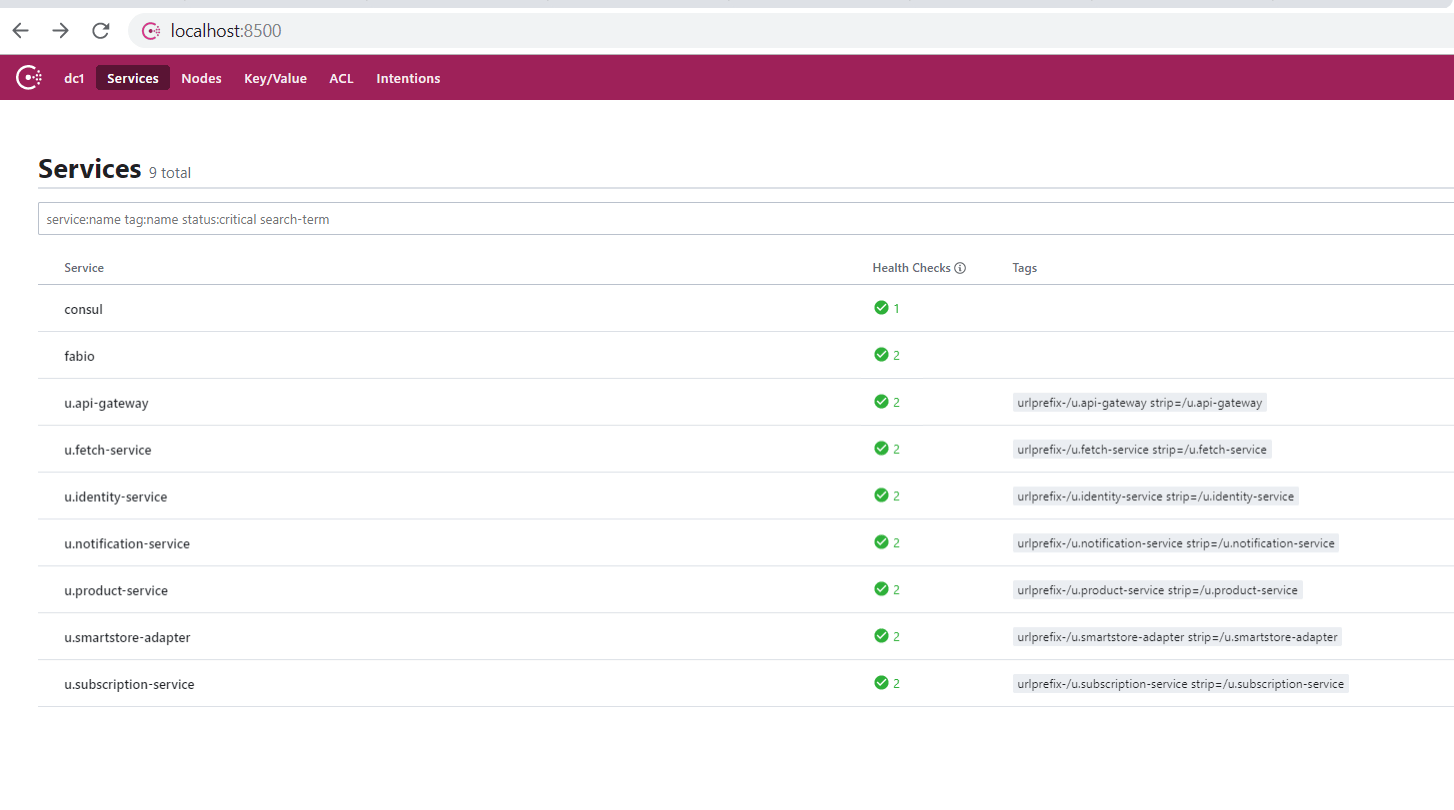 localhost:8500
dc1 Services Nodes Key/Value ACL Intentions
Services 9 total
service:name tag:name status:critical search-term
Service Health Checks Tags
consul 1
fabio 2
u.api-gateway 2 urlprefix-/u.api-gateway strip=/u.api-gateway
u.fetch-service 2 urlprefix-/u.fetch-service strip=/u.fetch-service
u.identity-service 2 urlprefix-/u.identity-service strip=/u.identity-service
u.notification-service 2 urlprefix-/u.notification-service strip=/u.notification-service
u.product-service 2 urlprefix-/u.product-service strip=/u.product-service
u.smartstore-adapter 2 urlprefix-/u.smartstore-adapter strip=/u.smartstore-adapter
u.subscription-service 2 urlprefix-/u.subscription-service strip=/u.subscription-service